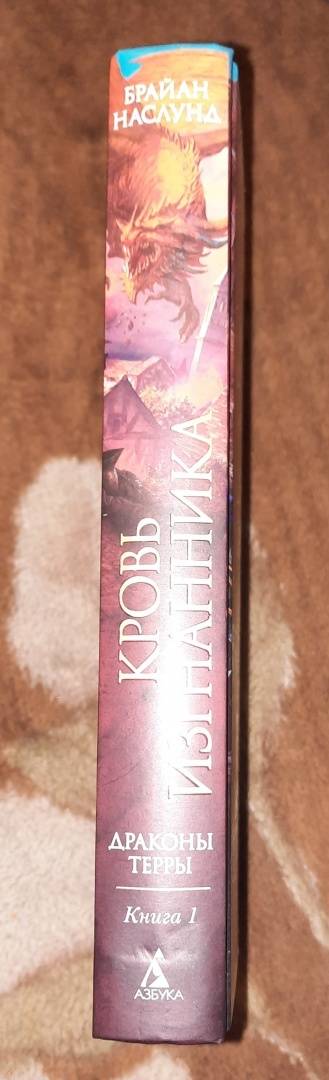 БРАЙАН
НАСЛУНД
КРОВЬ
ИЗГНАННИКА
ДРАКОНЫ
ТЕРРЫ
Книга 1
АЗБУКА